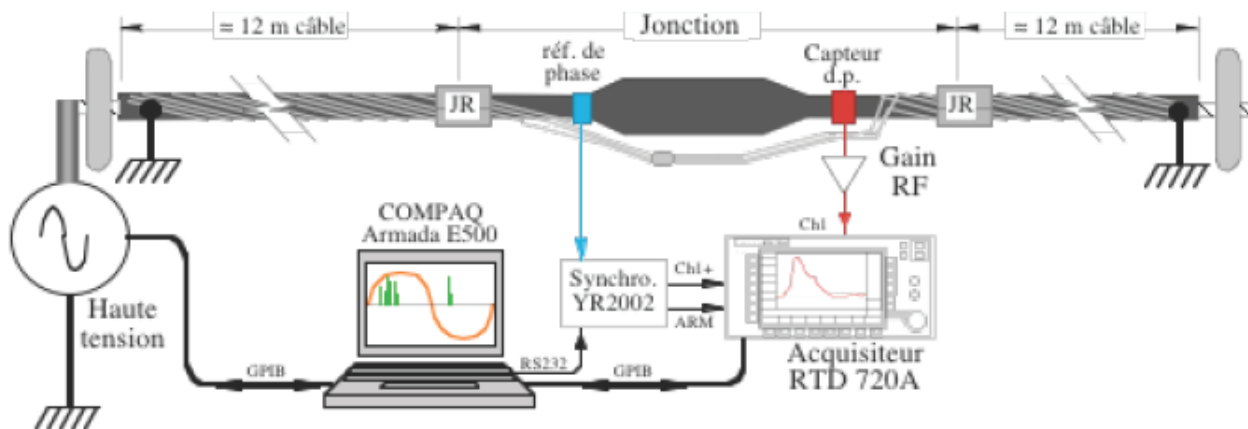 = 12 m câble
Jonction
= 12 m câble
réf. de
phase
Capteur
d.p.
JR
JR
Gain
RF
COMPAQ
Armada E500
Ch1
Synchro.
YR2002
Ch1+
ARM
Haute
tension
RS232
GPIB
GPIB
Acquisiteur
RTD 720A